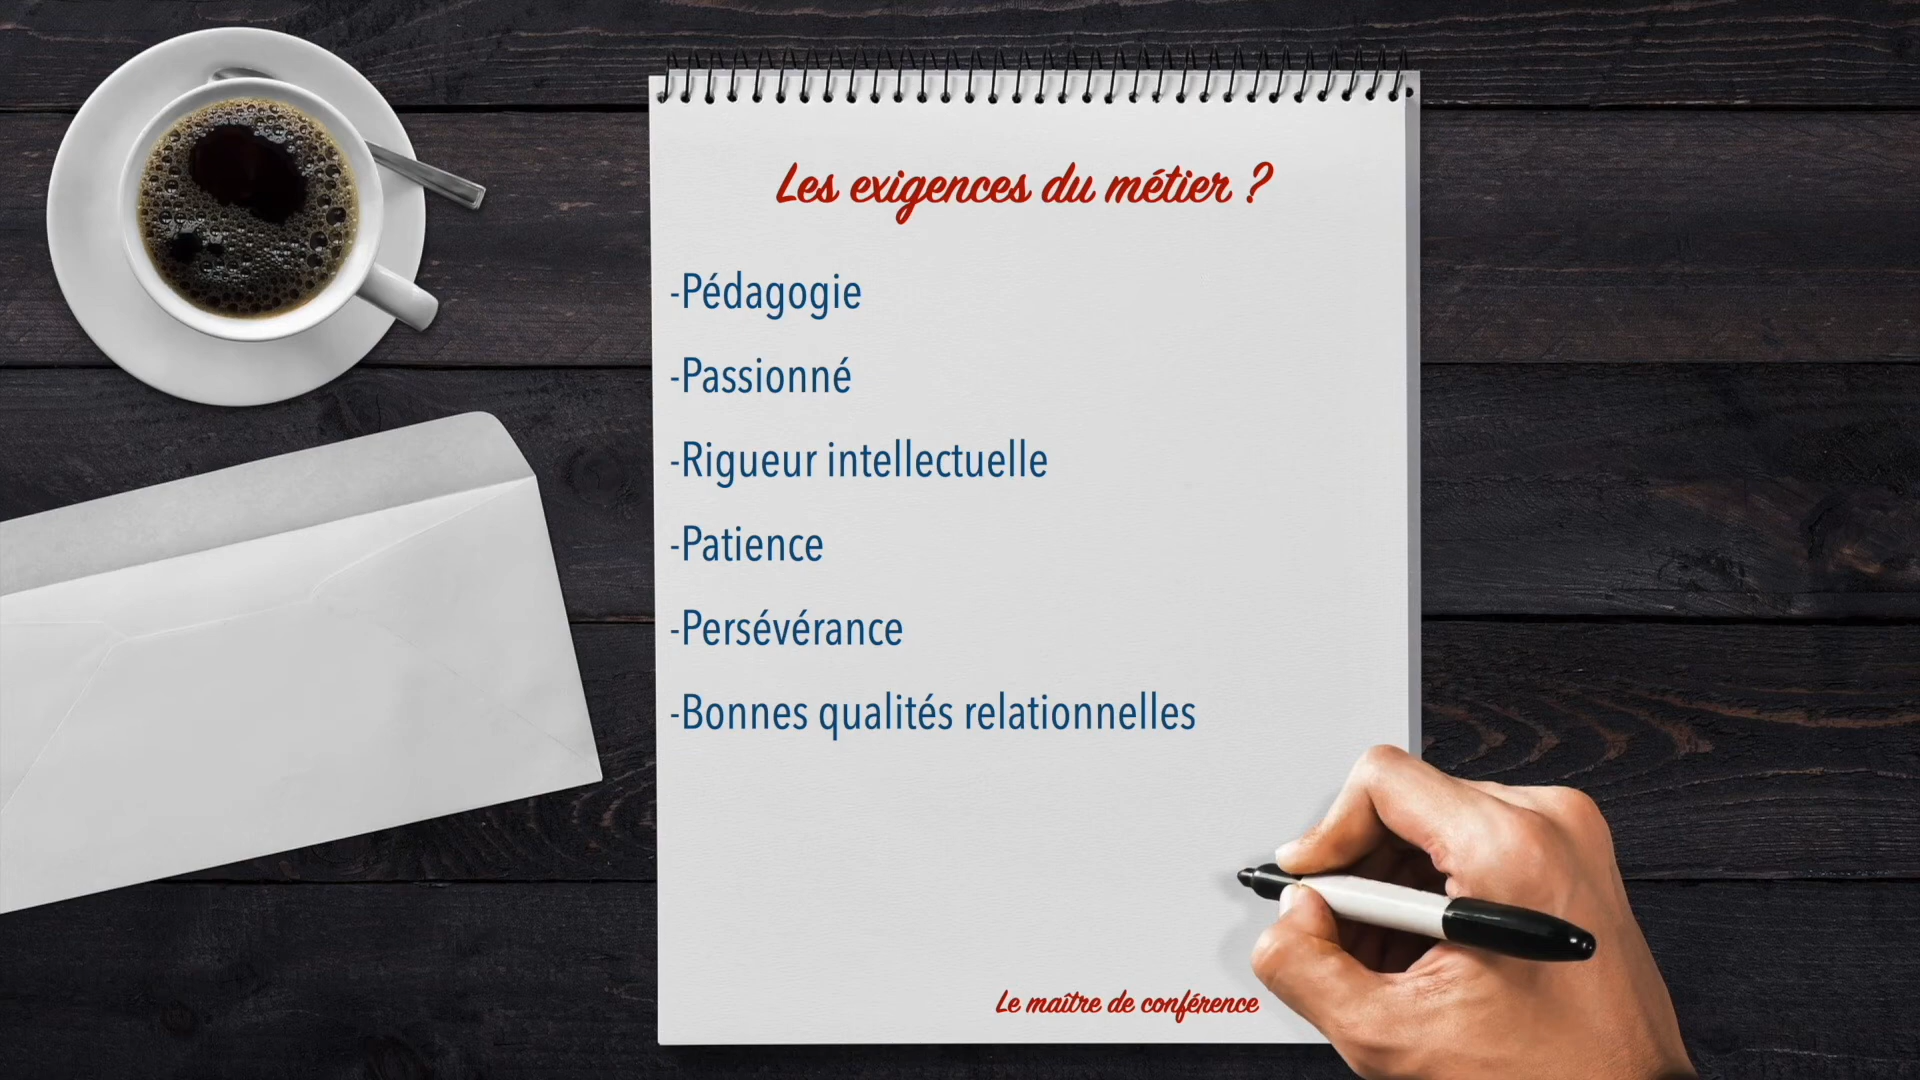 Les exigences du métier ?
-Pédagogie
-Passionné
-Rigueur intellectuelle
-Patience
-Persévérance
-Bonnes qualités relationnelles
Le maître de conférence